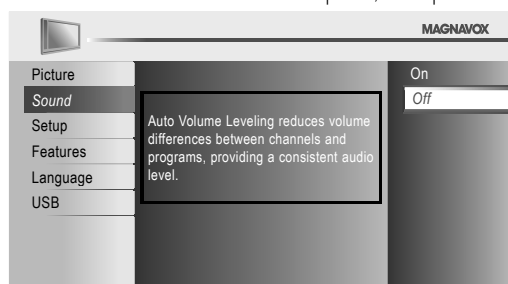 MAGNAVOX
Picture
Sound
Setup
Features
Language
USB
Auto Volume Leveling reduces volume
differences between channels and
programs, providing a consistent audio
level.
On
Off